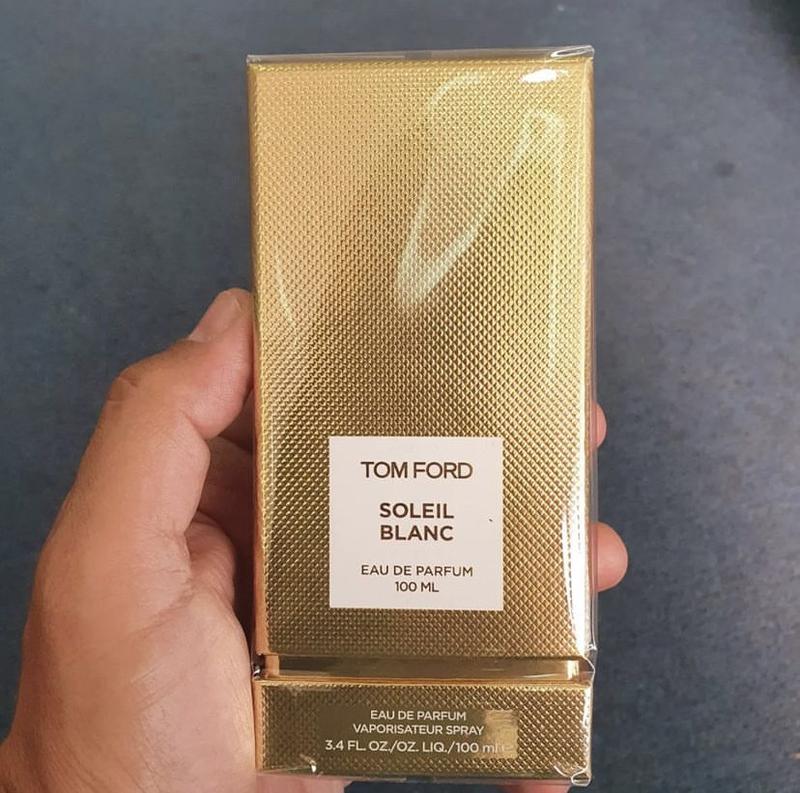 TOM FORD
SOLEIL
BLANC
EAU DE PARFUM
100 ML
EAU DE PARFUM
VAPORISATEUR SPRAY
3.4 FL. OZ./OZ. LIQ./100 ml e